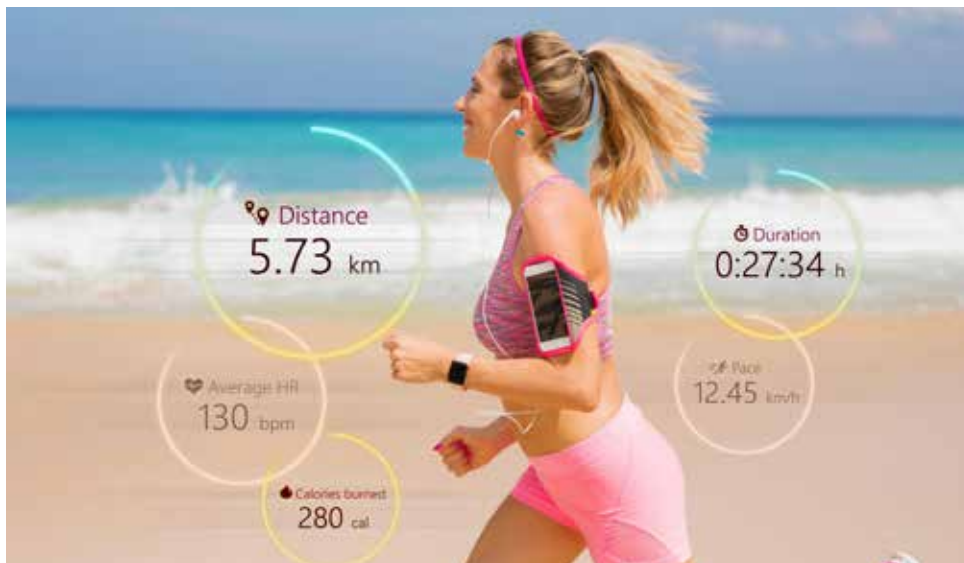 Distance
5.73 km
Duration
0:27:34 h
Average HR
130 bpm
Pace
12.45 km/h
Calories burned
280 cal